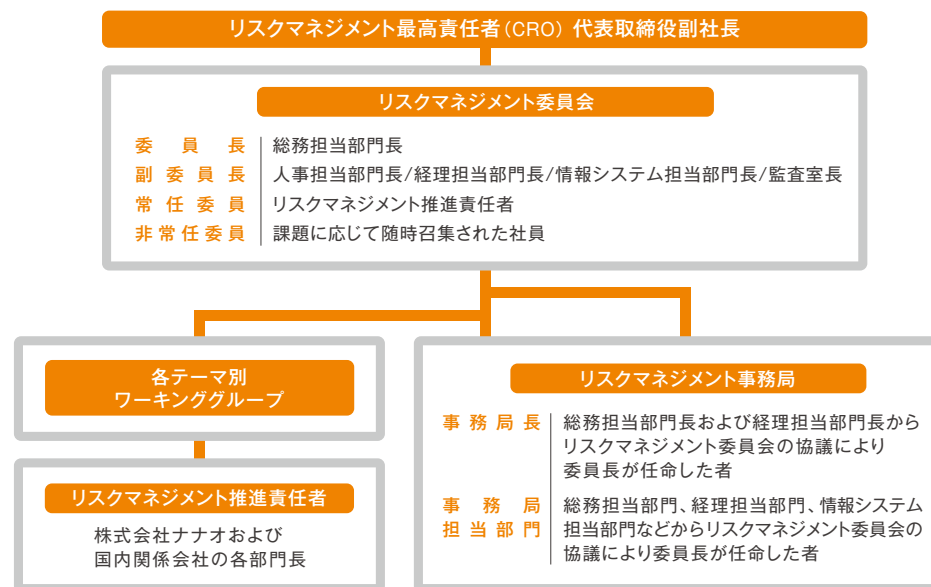 リスクマネジメント最高責任者(CRO) 代表取締役副社長
リスクマネジメント委員会
委員長 総務担当部門長
副委員長 人事担当部門長/経理担当部門長/情報システム担当部門長/監査室長
常任委員 リスクマネジメント推進責任者
非常任委員 課題に応じて随時召集された社員
各テーマ別
ワーキンググループ
リスクマネジメント推進責任者
株式会社ナナオおよび
国内関係会社の各部門長
リスクマネジメント事務局
事務局長 総務担当部門長および経理担当部門長から
リスクマネジメント委員会の協議により
委員長が任命した者
事務局 総務担当部門、経理担当部門、情報システム
担当部門 担当部門などからリスクマネジメント委員会の
協議により委員長が任命した者